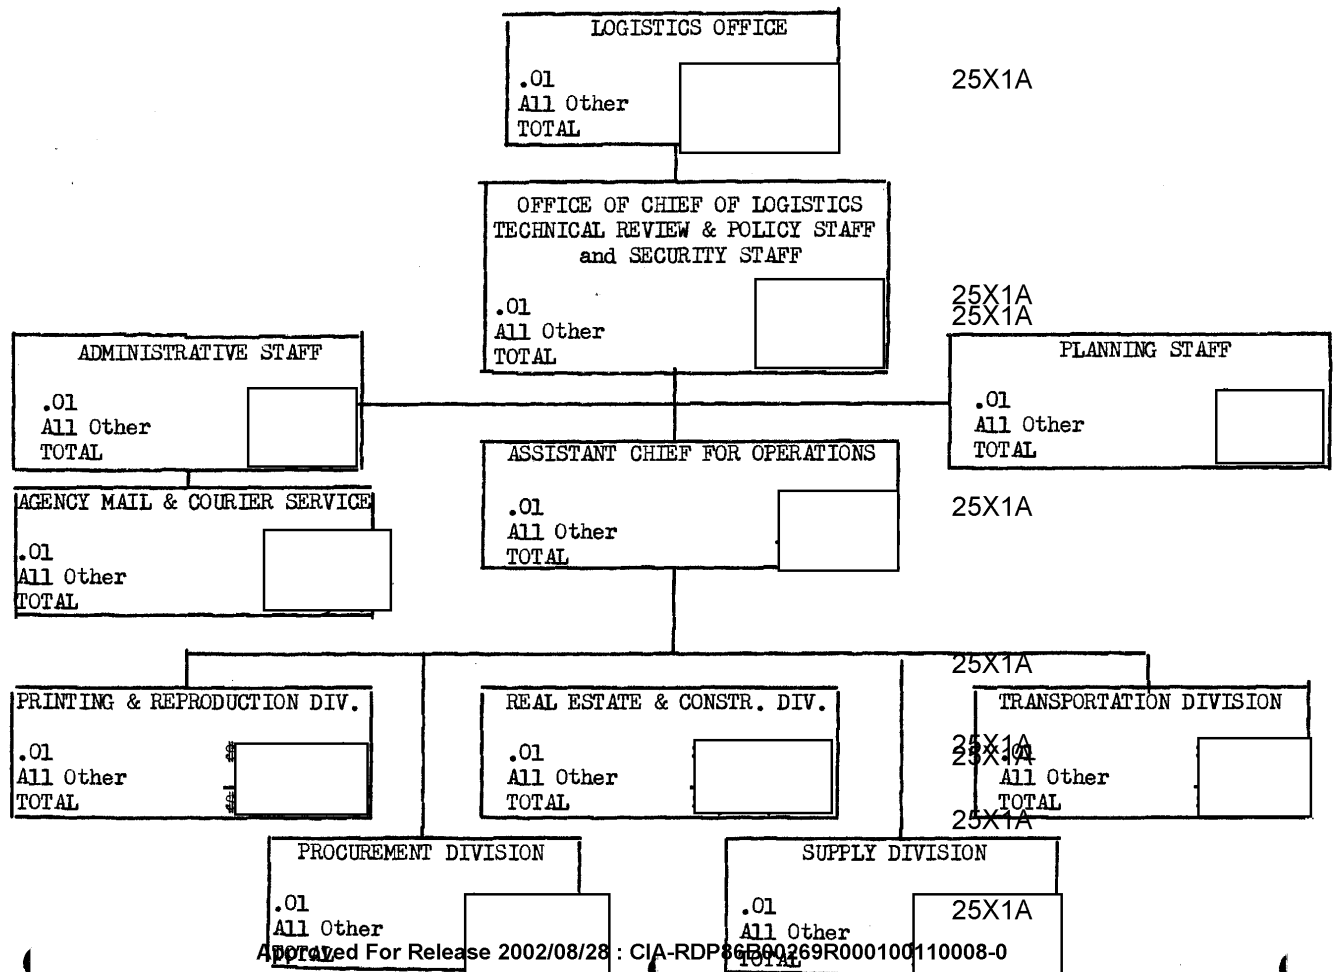 LOGISTICS OFFICE
.01
All Other
TOTAL
25X1A
OFFICE OF CHIEF OF LOGISTICS
TECHNICAL REVIEW & POLICY STAFF
and SECURITY STAFF
.01
All Other
TOTAL
25X1A
25X1A
ADMINISTRATIVE STAFF
.01
All Other
TOTAL
PLANNING STAFF
.01
All Other
TOTAL
ASSISTANT CHIEF FOR OPERATIONS
.01
All Other
TOTAL
25X1A
AGENCY MAIL & COURIER SERVICE
.01
All Other
TOTAL
25X1A
PRINTING & REPRODUCTION DIV.
.01
All Other
TOTAL
REAL ESTATE & CONSTR. DIV.
.01
All Other
TOTAL
TRANSPORTATION DIVISION
25X1A
25X1A
.01
All Other
TOTAL
25X1A
PROCUREMENT DIVISION
.01
All Other
TOTAL
SUPPLY DIVISION
.01
All Other
TOTAL
25X1A
Approved For Release 2002/08/28 : CIA-RDP86B00269R000100110008-0